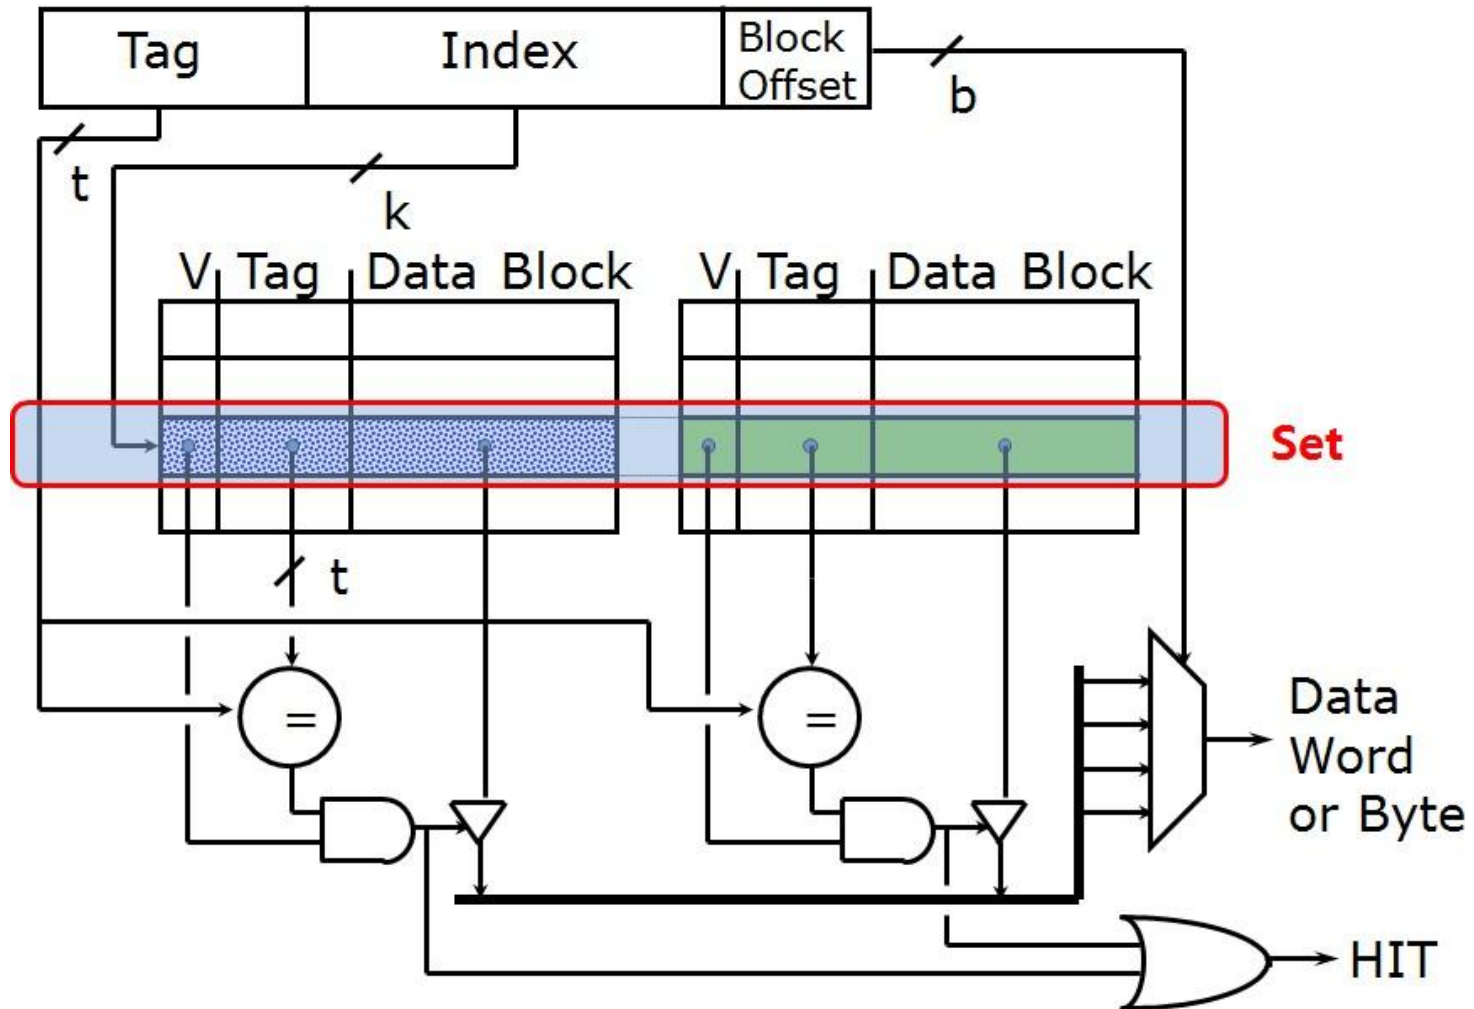 Tag
Index
Block
Offset
b
t
k
V Tag Data Block
V Tag Data Block
Set
t
=
=
Data
Word
or Byte
HIT